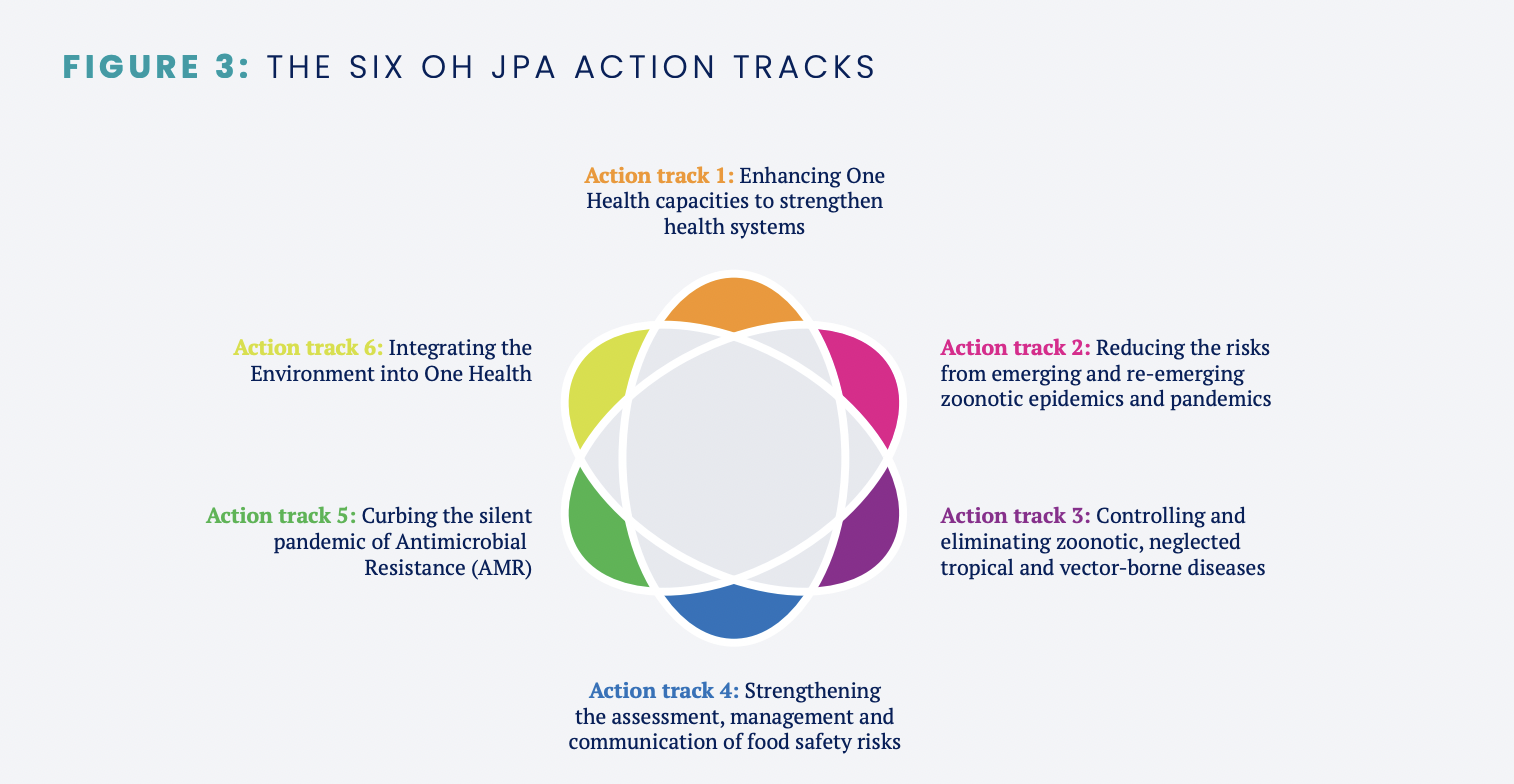 FIGURE 3: THE SIX OH JPA ACTION TRACKS
Action track 1: Enhancing One
Health capacities to strengthen
health systems
Action track 2: Reducing the risks
from emerging and re-emerging
zoonotic epidemics and pandemics
Action track 3: Controlling and
eliminating zoonotic, neglected
tropical and vector-borne diseases
Action track 4: Strengthening
the assessment, management and
communication of food safety risks
Action track 5: Curbing the silent
pandemic of Antimicrobial
Resistance (AMR)
Action track 6: Integrating the
Environment into One Health